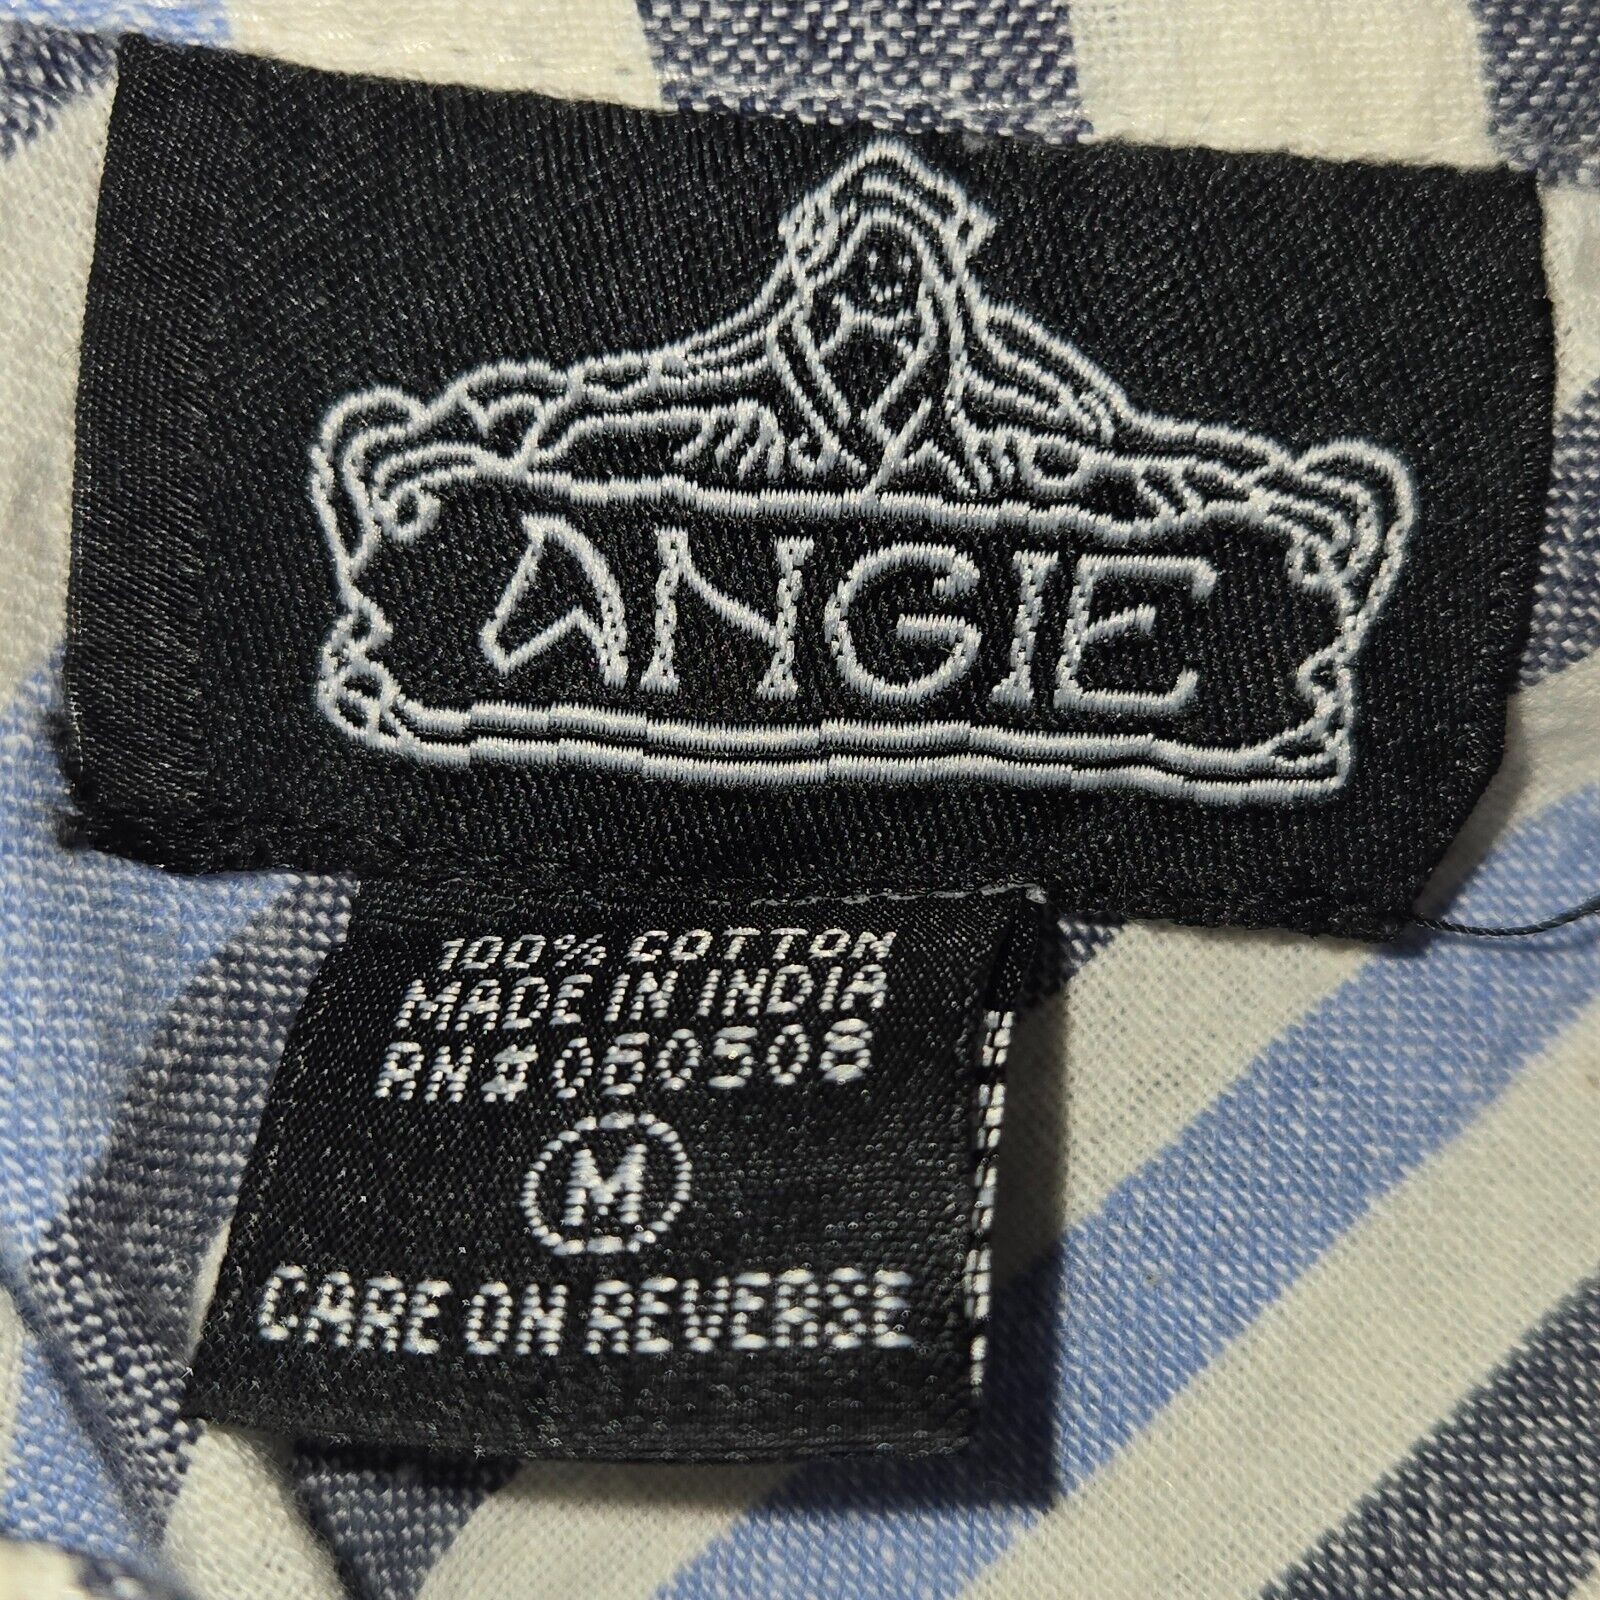 ANGIE
100% COTTON
MADE IN INDIA
RN#060508
M
CARE ON REVERSE